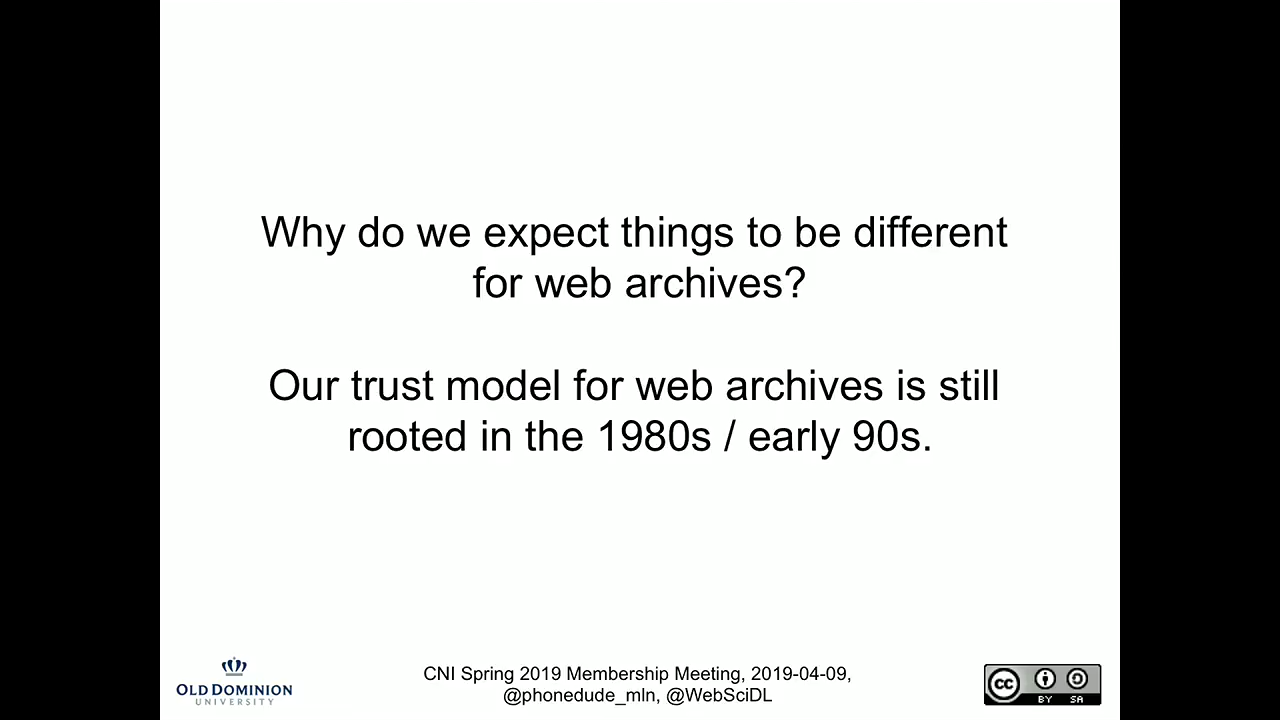 Why do we expect things to be different
for web archives?
Our trust model for web archives is still
rooted in the 1980s / early 90s.
OLD DOMINION
UNIVERSITY
CNI Spring 2019 Membership Meeting, 2019-04-09,
@phonedude_mln, @WebSciDL
cc
BY SA